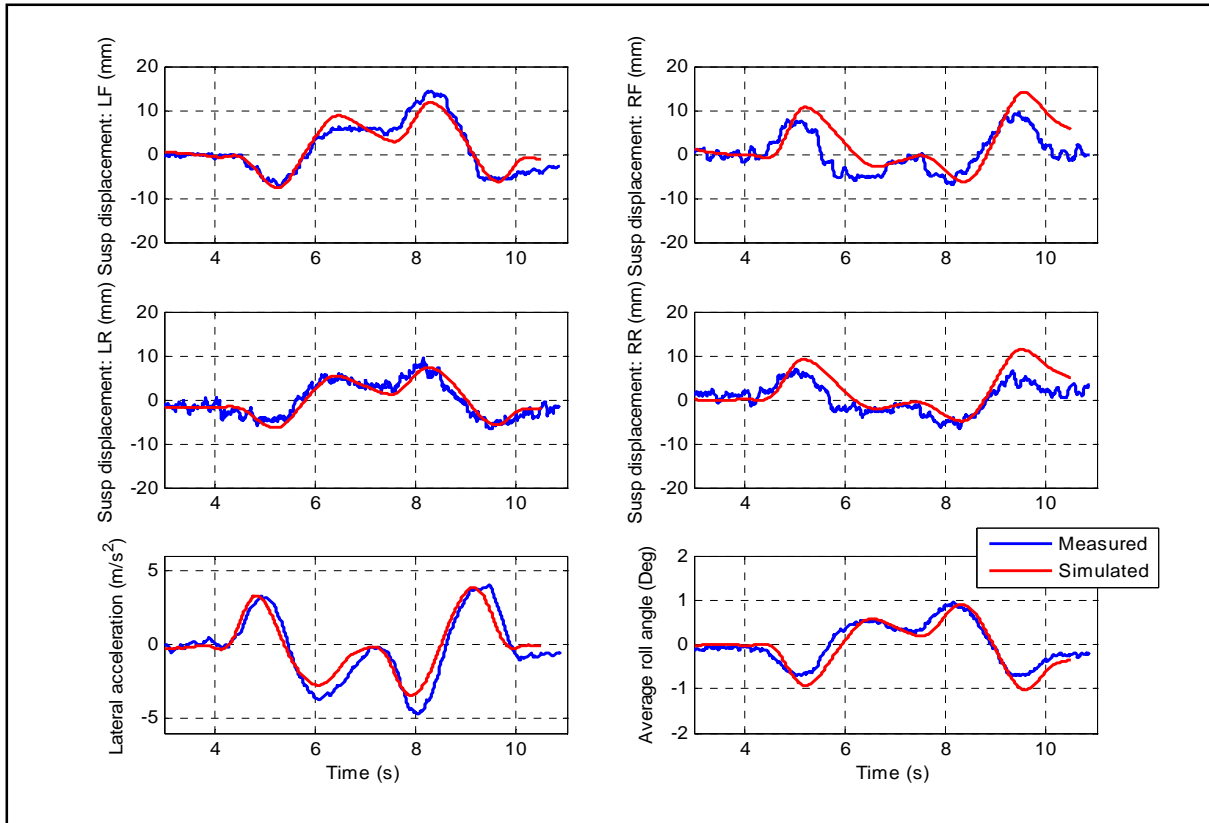 Susp displacement: LF (mm)
20
10
0
-10
-20
4 6 8 10
Susp displacement: RF (mm)
20
10
0
-10
-20
4 6 8 10
Susp displacement: LR (mm)
20
10
0
-10
-20
4 6 8 10
Susp displacement: RR (mm)
20
10
0
-10
-20
4 6 8 10
Lateral acceleration (m/s²)
5
0
-5
4 6 8 10
Time (s)
Average roll angle (Deg)
2
1
0
-1
-2
4 6 8 10
Time (s)
Measured
Simulated